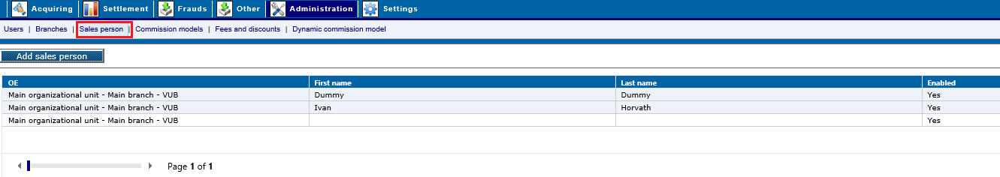 Acquiring Settlement Frauds Other Administration Settings
Users | Branches | Sales person | Commission models | Fees and discounts | Dynamic commission model
Add sales person
OE First name Last name Enabled
Main organizational unit - Main branch - VUB Dummy Dummy Yes
Main organizational unit - Main branch - VUB Ivan Horvath Yes
Main organizational unit - Main branch - VUB Yes
Page 1 of 1